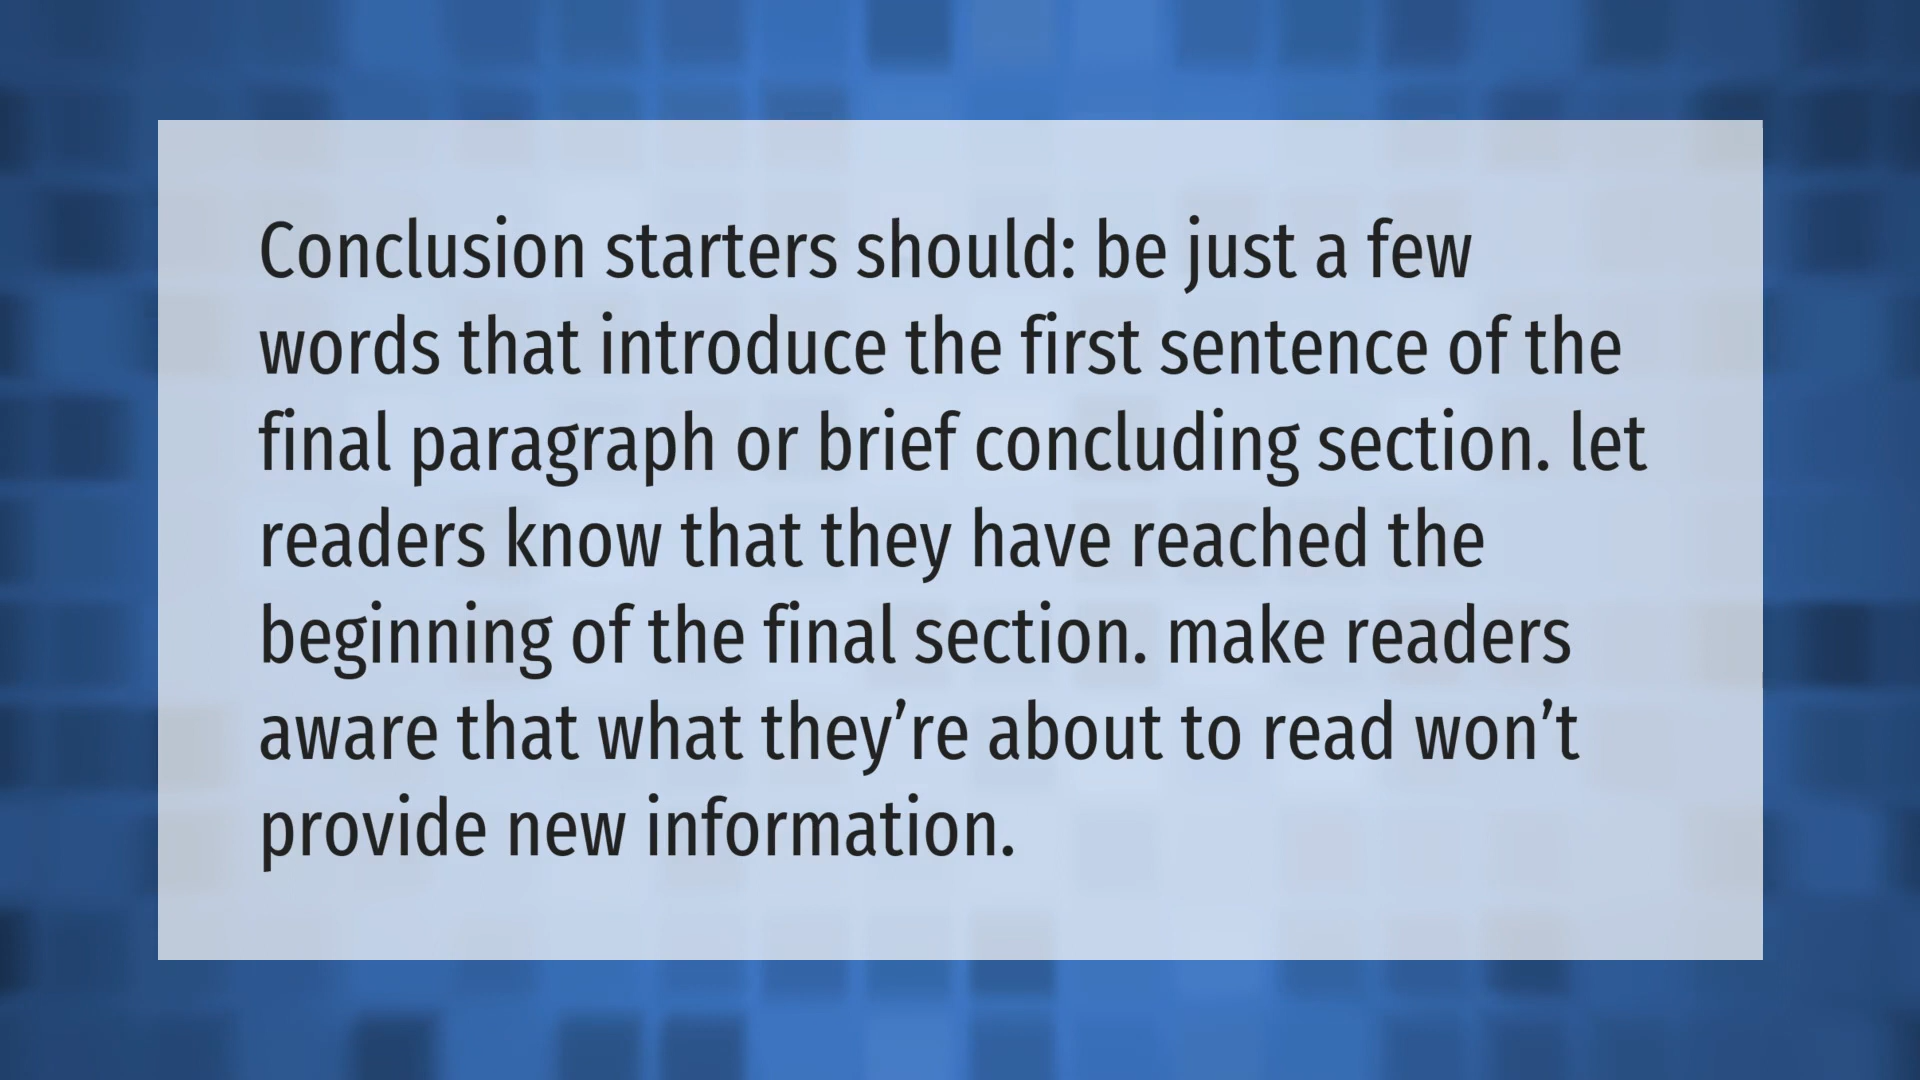 Conclusion starters should: be just a few
words that introduce the first sentence of the
final paragraph or brief concluding section. let
readers know that they have reached the
beginning of the final section. make readers
aware that what they’re about to read won’t
provide new information.